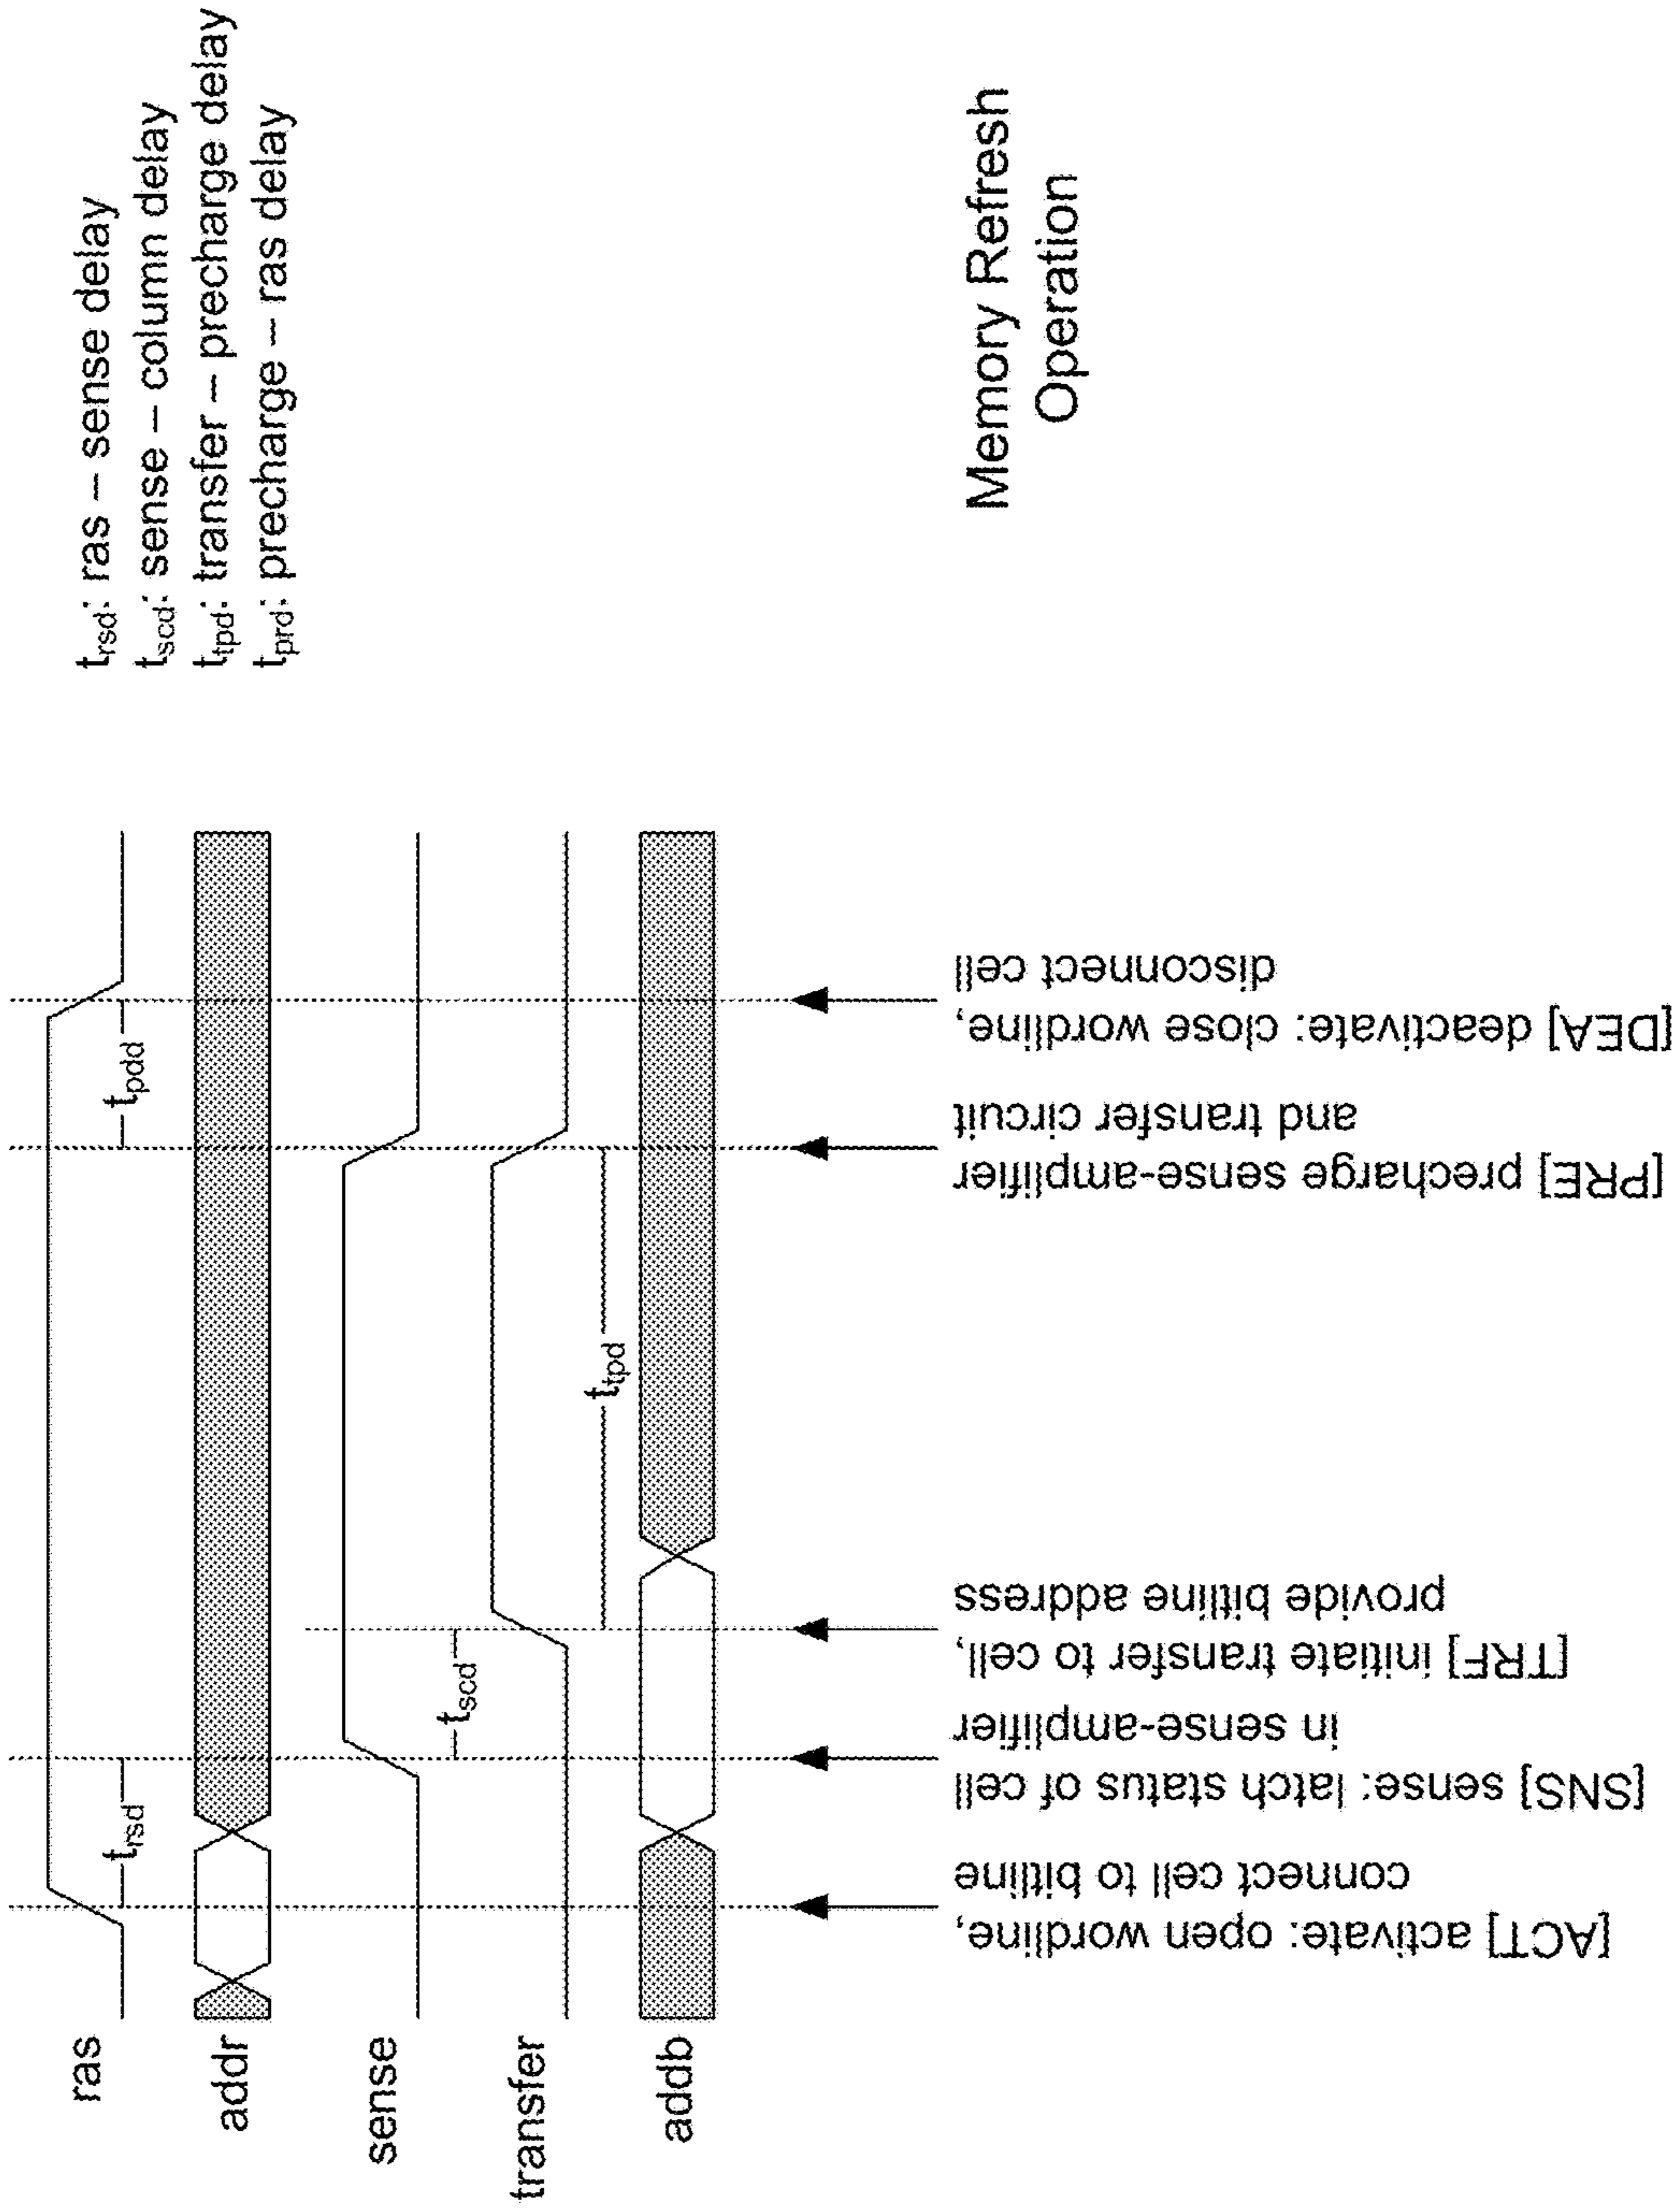 ras
addr
sense
transfer
addb
t_rsd
t_scd
t_tpd
t_pdd
t_rsd: ras – sense delay
t_scd: sense – column delay
t_tpd: transfer – precharge delay
t_prd: precharge – ras delay
[ACT] activate: open wordline,
connect cell to bitline
[SNS] sense: latch status of cell
in sense-amplifier
[TRF] initiate transfer to cell,
provide bitline address
[PRE] precharge sense-amplifier
and transfer circuit
[DEA] deactivate: close wordline,
disconnect cell
Memory Refresh
Operation